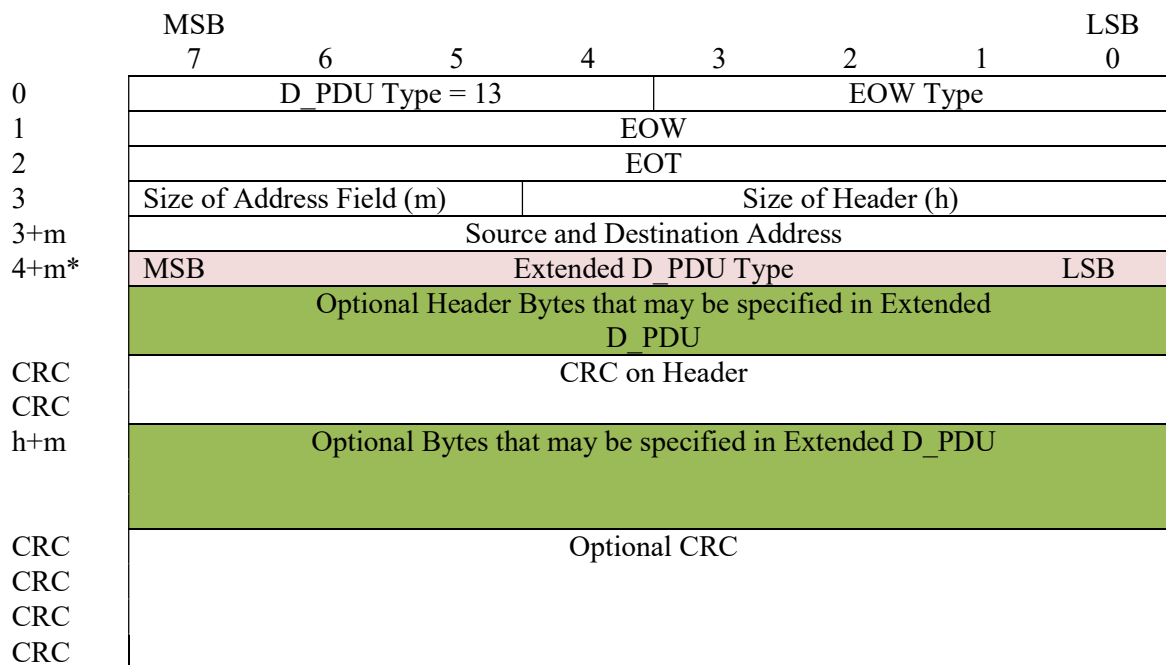 MSB LSB
7 6 5 4 3 2 1 0
0 D_PDU Type = 13 EOW Type
1 EOW
2 EOT
3 Size of Address Field (m) Size of Header (h)
3+m Source and Destination Address
4+m* MSB Extended D_PDU Type LSB
Optional Header Bytes that may be specified in Extended
D_PDU
CRC CRC on Header
CRC
h+m Optional Bytes that may be specified in Extended D_PDU
CRC Optional CRC
CRC
CRC
CRC